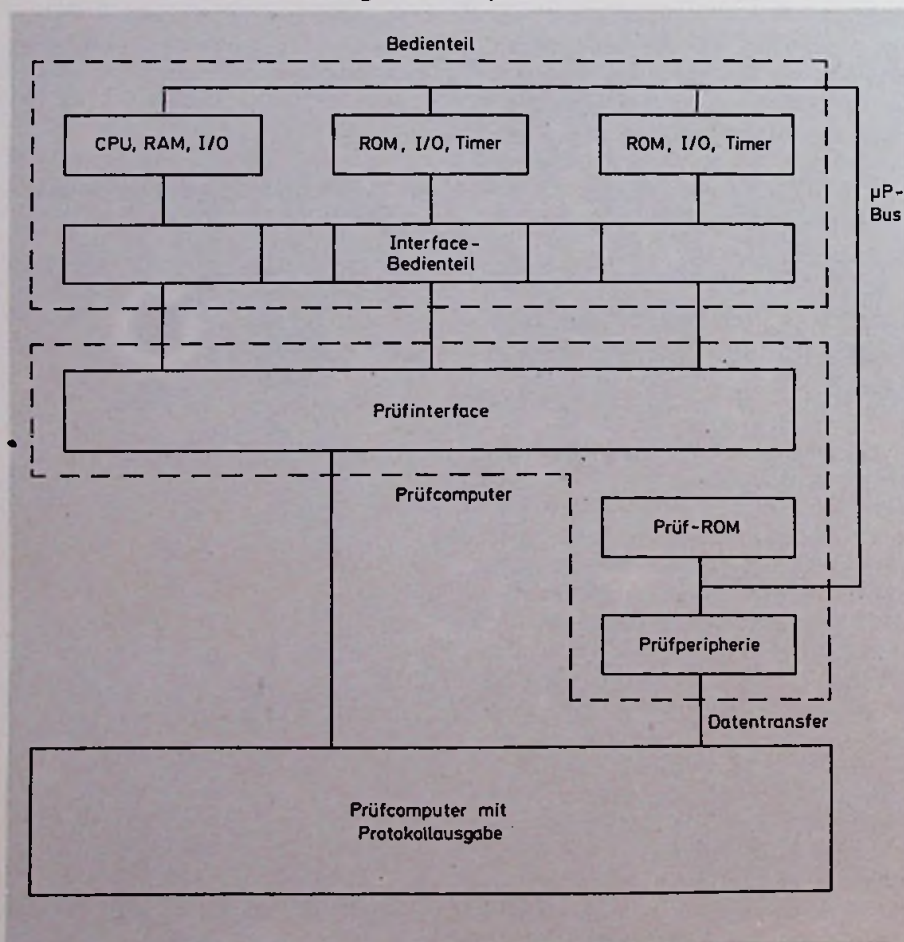 Bedienteil
CPU, RAM, I/O
ROM, I/O, Timer
ROM, I/O, Timer
µP-
Bus
Interface-
Bedienteil
Prüfinterface
Prüfcomputer
Prüf-ROM
Prüfperipherie
Datentransfer
Prüfcomputer mit
Protokollausgabe